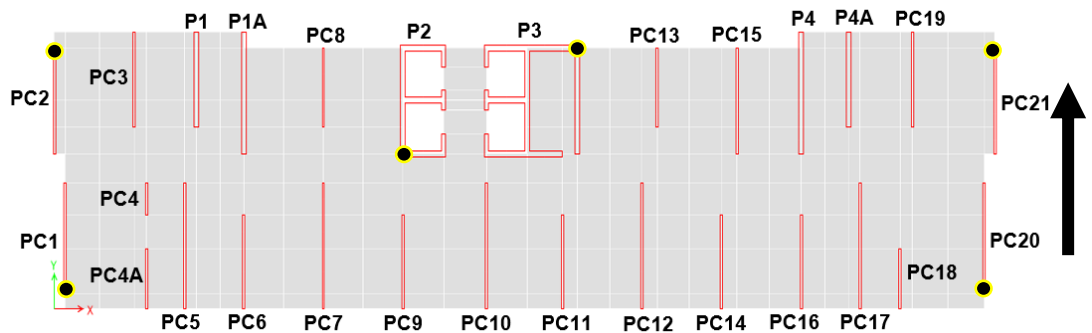 P1 P1A P2 P3 P4 P4A PC19
PC8 PC13 PC15
PC3
PC2 PC21
PC4
PC1 PC20
PC4A PC18
Y
X
PC5 PC6 PC7 PC9 PC10 PC11 PC12 PC14 PC16 PC17